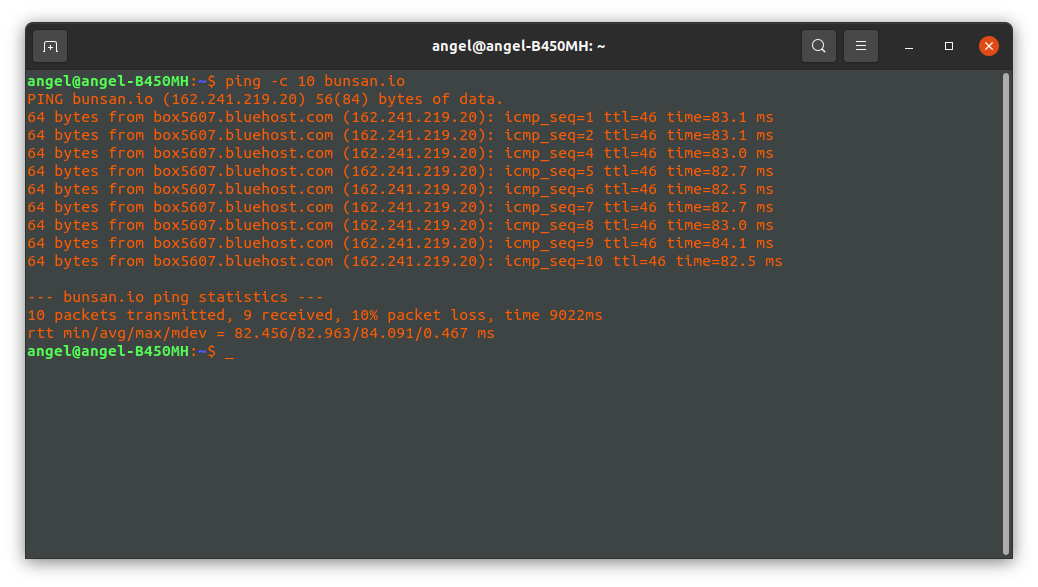 angel@angel-B450MH: ~
angel@angel-B450MH:~$ ping -c 10 bunsan.io
PING bunsan.io (162.241.219.20) 56(84) bytes of data.
64 bytes from box5607.bluehost.com (162.241.219.20): icmp_seq=1 ttl=46 time=83.1 ms
64 bytes from box5607.bluehost.com (162.241.219.20): icmp_seq=2 ttl=46 time=83.1 ms
64 bytes from box5607.bluehost.com (162.241.219.20): icmp_seq=4 ttl=46 time=83.0 ms
64 bytes from box5607.bluehost.com (162.241.219.20): icmp_seq=5 ttl=46 time=82.7 ms
64 bytes from box5607.bluehost.com (162.241.219.20): icmp_seq=6 ttl=46 time=82.5 ms
64 bytes from box5607.bluehost.com (162.241.219.20): icmp_seq=7 ttl=46 time=82.7 ms
64 bytes from box5607.bluehost.com (162.241.219.20): icmp_seq=8 ttl=46 time=83.0 ms
64 bytes from box5607.bluehost.com (162.241.219.20): icmp_seq=9 ttl=46 time=84.1 ms
64 bytes from box5607.bluehost.com (162.241.219.20): icmp_seq=10 ttl=46 time=82.5 ms
--- bunsan.io ping statistics ---
10 packets transmitted, 9 received, 10% packet loss, time 9022ms
rtt min/avg/max/mdev = 82.456/82.963/84.091/0.467 ms
angel@angel-B450MH:~$ _